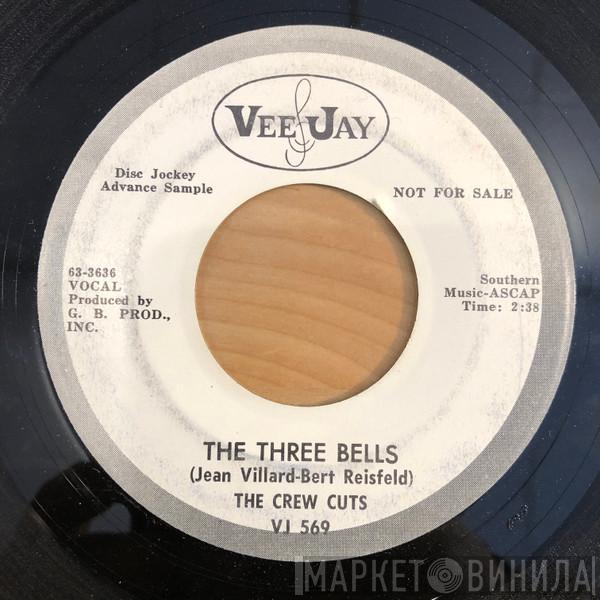 VEE JAY
Disc Jockey
Advance Sample
NOT FOR SALE
63-3636
VOCAL
Produced by
G. B. PROD.,
INC.
Southern
Music-ASCAP
Time: 2:38
THE THREE BELLS
(Jean Villard-Bert Reisfeld)
THE CREW CUTS
VJ 569
МАРКЕТ ВИНИЛА